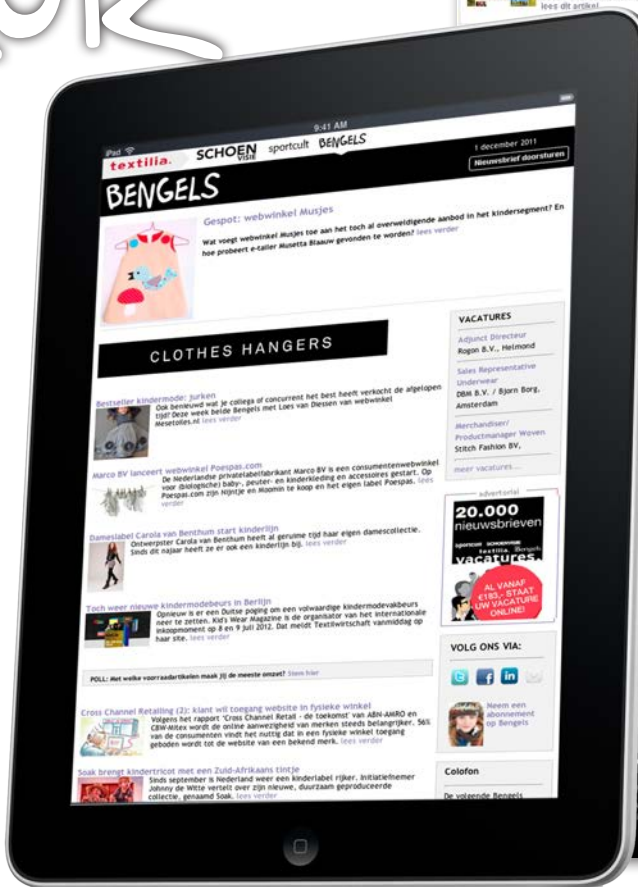 lees dit artikel
iPad
9:41 AM
textilia.
SCHOEN VISIE
sportcult
BENGELS
BENGELS
1 december 2011
Nieuwsbrief doorsturen
Gespot: webwinkel Musjes
Wat voegt webwinkel Musjes toe aan het toch al overweldigende aanbod in het kindersegment? En
hoe probeert e-tailer Musetta Blaauw gevonden te worden? lees verder
CLOTHES HANGERS
Bestseller kindermode: jurken
Ook benieuwd wat je collega of concurrent het best heeft verkocht de afgelopen
tijd? Deze week belde Bengels met Loes van Diessen van webwinkel
Mesetolles.nl lees verder
Marco BV lanceert webwinkel Poespas.com
De Nederlandse privatelabelfabrikant Marco BV is een consumentenwebwinkel
voor (biologische) baby-, peuter- en kinderkleding en accessoires gestart. Op
Poespas.com zijn Nijntje en Moomin te koop en het eigen label Poespas. lees
verder
Dameslabel Carola van Benthum start kinderlijn
Ontwerpster Carola van Benthum heeft al geruime tijd haar eigen damescollectie.
Sinds dit najaar heeft ze er ook een kinderlijn bij. lees verder
Toch weer nieuwe kindermodebeurs in Berlijn
Opnieuw is er een Duitse poging om een volwaardige kindermodevakbeurs
neer te zetten. Kid's Wear Magazine is de organisator van het internationale
inkoopmoment op 8 en 9 juli 2012. Dat meldt Textilwirtschaft vanmiddag op
haar site. lees verder
POLL: Met welke voorraadartikelen maak jij de meeste omzet? Stem hier
Cross Channel Retailing (2): klant wil toegang website in fysieke winkel
Volgens het rapport 'Cross Channel Retail - de toekomst' van ABN-AMRO en
CBW-Mitex wordt de online aanwezigheid van merken steeds belangrijker. 56%
van de consumenten vindt het nuttig dat in een fysieke winkel toegang
geboden wordt tot de website van een bekend merk. lees verder
Soak brengt kindertricot met een Zuid-Afrikaans tintje
Sinds september is Nederland weer een kinderlabel rijker. Initiatiefnemer
Johnny de Witte vertelt over zijn nieuwe, duurzaam geproduceerde
collectie, genaamd Soak. lees verder
VACATURES
Adjunct Directeur
Rogon B.V., Helmond
Sales Representative
Underwear
DBM B.V. / Bjorn Borg,
Amsterdam
Merchandiser/
Productmanager Woven
Stitch Fashion BV,
meer vacatures...
advertorial
20.000
nieuwsbrieven
sportcult SCHOENVISIE
textilia. Bengels
vacatures.
AL VANAF
€185,- STAAT
UW VACATURE
ONLINE!
VOLG ONS VIA:
Neem een
abonnement
op Bengels
Colofon
De volgende Bengels